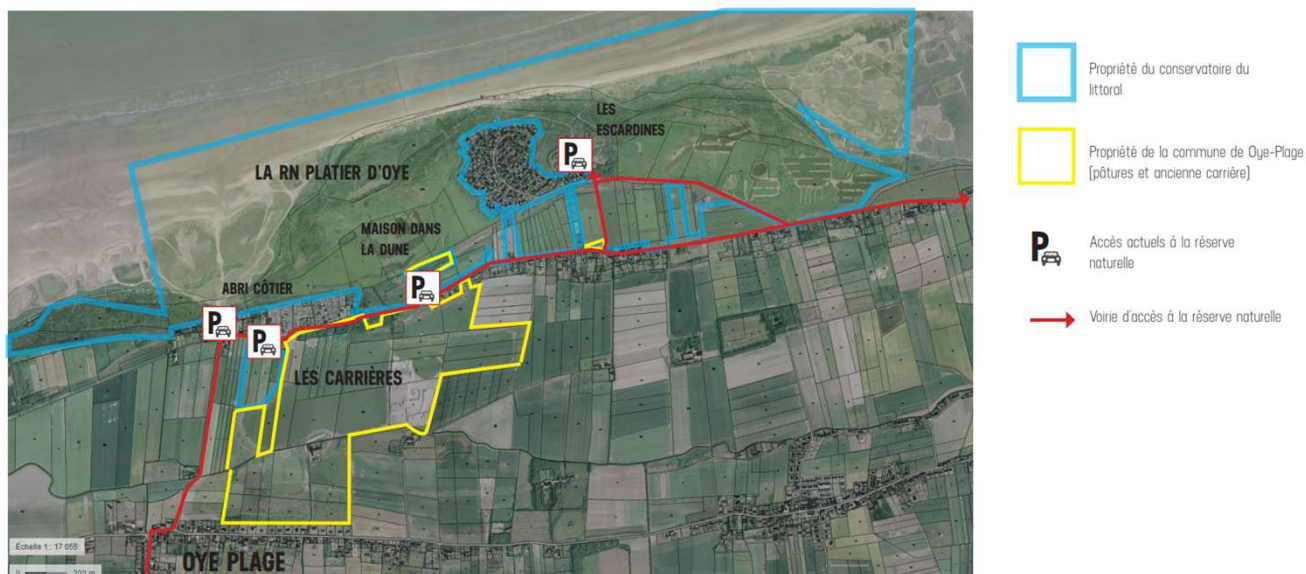 LES
ESCARDINES
LA RN PLATIER D'OYE
MAISON DANS
LA DUNE
ABRI CÔTIER
P
P
P
P
LES CARRIÈRES
OYE PLAGE
Échelle 1 : 17 055
0 200 m
Propriété du conservatoire du
littoral
Propriété de la commune de Oye-Plage
[pâtures et ancienne carrière]
P
Accès actuels à la réserve
naturelle
Voirie d'accès à la réserve naturelle